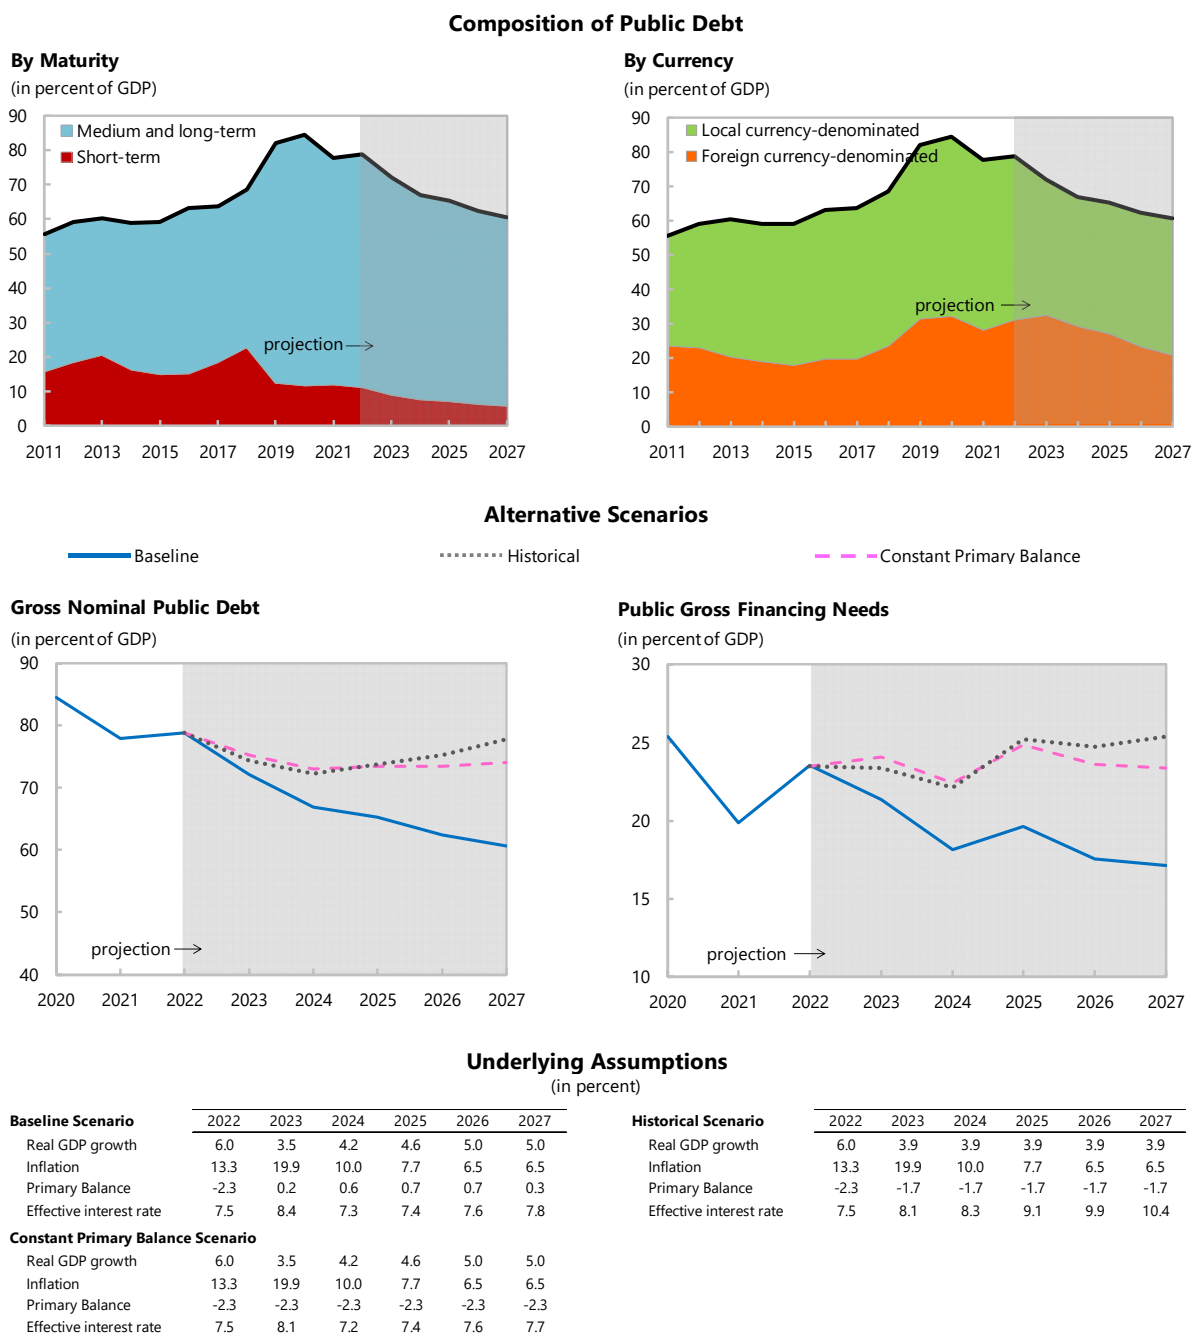 Composition of Public Debt
By Maturity
(in percent of GDP)
90
80
70
60
50
40
30
20
10
0
Medium and long-term
Short-term
projection
2011 2013 2015 2017 2019 2021 2023 2025 2027
By Currency
(in percent of GDP)
90
80
70
60
50
40
30
20
10
0
Local currency-denominated
Foreign currency-denominated
projection
2011 2013 2015 2017 2019 2021 2023 2025 2027
Alternative Scenarios
Baseline Historical Constant Primary Balance
Gross Nominal Public Debt
(in percent of GDP)
90
80
70
60
50
40
projection
2020 2021 2022 2023 2024 2025 2026 2027
Public Gross Financing Needs
(in percent of GDP)
30
25
20
15
10
projection
2020 2021 2022 2023 2024 2025 2026 2027
Underlying Assumptions
(in percent)
Baseline Scenario 2022 2023 2024 2025 2026 2027
Real GDP growth 6.0 3.5 4.2 4.6 5.0 5.0
Inflation 13.3 19.9 10.0 7.7 6.5 6.5
Primary Balance -2.3 0.2 0.6 0.7 0.7 0.3
Effective interest rate 7.5 8.4 7.3 7.4 7.6 7.8
Constant Primary Balance Scenario
Real GDP growth 6.0 3.5 4.2 4.6 5.0 5.0
Inflation 13.3 19.9 10.0 7.7 6.5 6.5
Primary Balance -2.3 -2.3 -2.3 -2.3 -2.3 -2.3
Effective interest rate 7.5 8.1 7.2 7.4 7.6 7.7
Historical Scenario 2022 2023 2024 2025 2026 2027
Real GDP growth 6.0 3.9 3.9 3.9 3.9 3.9
Inflation 13.3 19.9 10.0 7.7 6.5 6.5
Primary Balance -2.3 -1.7 -1.7 -1.7 -1.7 -1.7
Effective interest rate 7.5 8.1 8.3 9.1 9.9 10.4